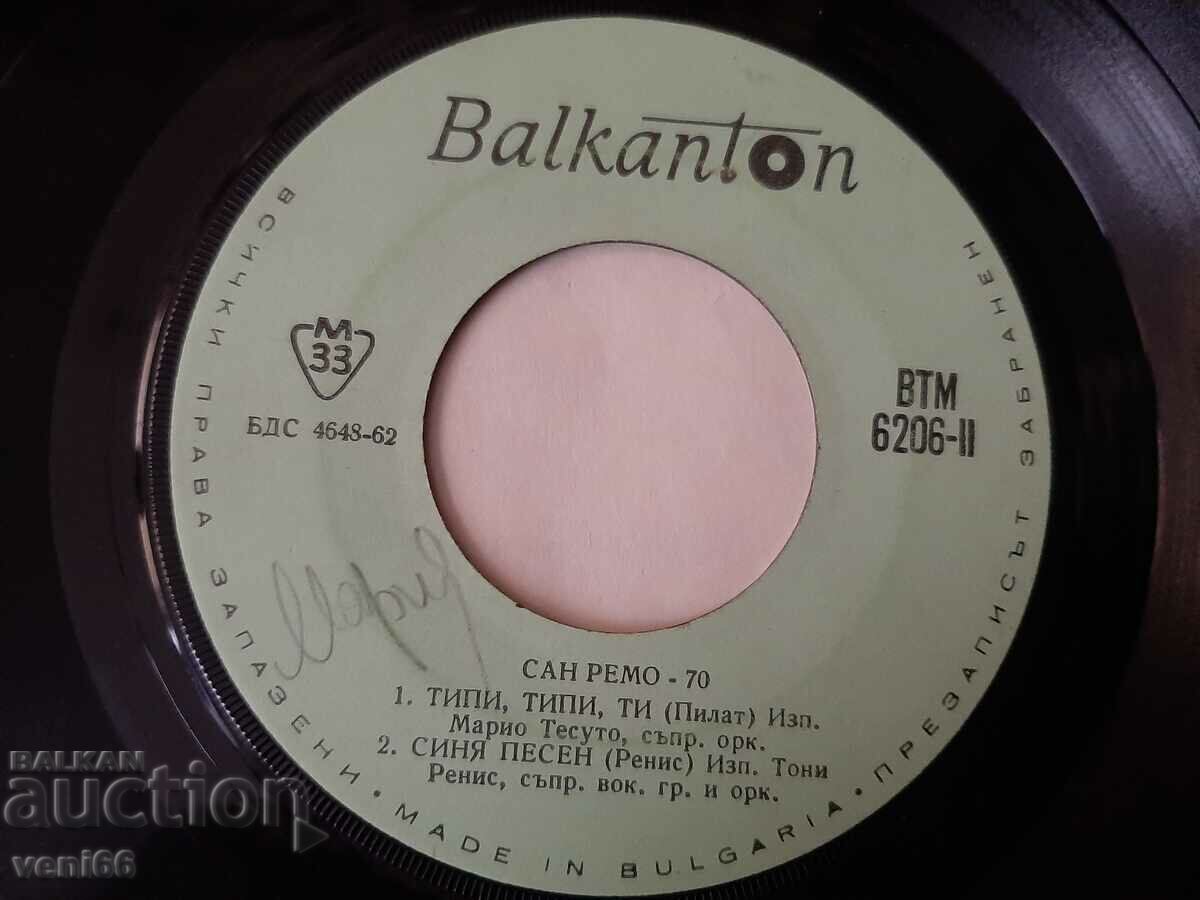 Balkanton
М
33
БДС 4648-62
ВТМ
6206-II
САН РЕМО - 70
1. ТИПИ, ТИПИ, ТИ (Пилат) Изп.
Марио Тесуто, съпр. орк.
2. СИНЯ ПЕСЕН (Ренис) Изп. Тони
Ренис, съпр. вок. гр. и орк.
ВСИЧКИ ПРАВА ЗАПАЗЕНИ • MADE IN BULGARIA • ПРЕЗАПИСЪТ ЗАБРАНЕН
BALKAN
auction
veni66